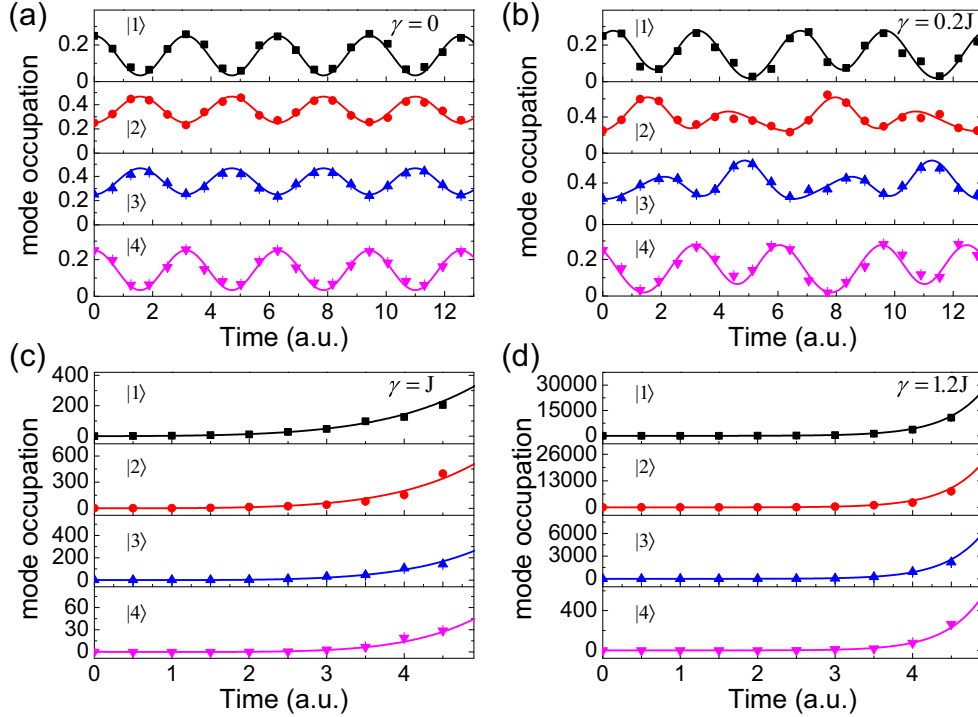 (a)
|1⟩
γ = 0
0.2
0
|2⟩
0.4
0.2
0
|3⟩
0.4
0.2
0
|4⟩
0.2
0
0 2 4 6 8 10 12
Time (a.u.)
mode occupation
(b)
|1⟩
γ = 0.2J
0.2
0
|2⟩
0.4
0
|3⟩
0.4
0
|4⟩
0.2
0
0 2 4 6 8 10 12
Time (a.u.)
mode occupation
(c)
|1⟩
γ = J
400
200
0
|2⟩
600
300
0
|3⟩
400
200
0
|4⟩
60
30
0
0 1 2 3 4
Time (a.u.)
mode occupation
(d)
|1⟩
γ = 1.2J
30000
15000
0
|2⟩
26000
13000
0
|3⟩
6000
3000
0
|4⟩
400
0
0 1 2 3 4
Time (a.u.)
mode occupation